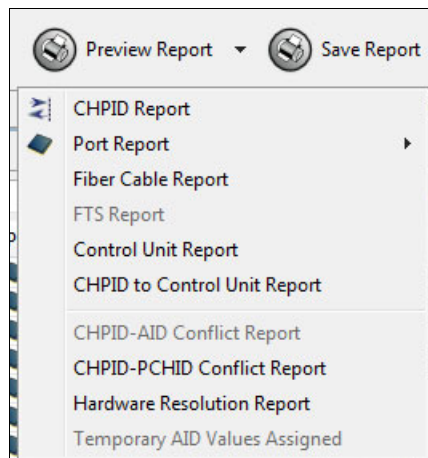 Preview Report Save Report
CHPID Report
Port Report
Fiber Cable Report
FTS Report
Control Unit Report
CHPID to Control Unit Report
CHPID-AID Conflict Report
CHPID-PCHID Conflict Report
Hardware Resolution Report
Temporary AID Values Assigned